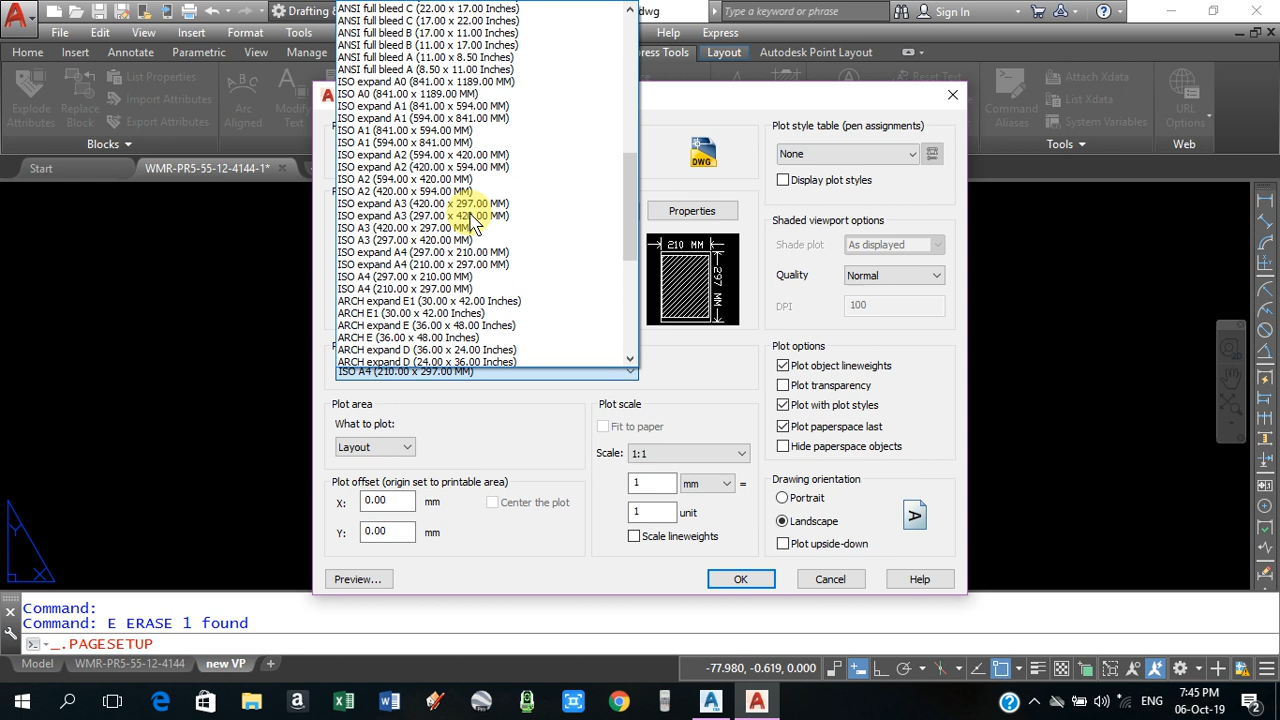 dwg
Type a keyword or phrase
Sign In
?
File
Edit
View
Insert
Format
Tools
Help
Express
Home
Insert
Annotate
Parametric
View
Manage
Layout
Autodesk Point Layout
Explode Attributes
Replace Block
List Properties
Import Attributes
Export Attributes
Arc Aligned
Command Aliases
Attach Xdata
List Xdata
System Variables
URL Options
Blocks
Tools
Web
Start
WMR-PR5-55-12-4144-1*
ANSI full bleed C (22.00 x 17.00 Inches)
ANSI full bleed C (17.00 x 22.00 Inches)
ANSI full bleed B (17.00 x 11.00 Inches)
ANSI full bleed B (11.00 x 17.00 Inches)
ANSI full bleed A (11.00 x 8.50 Inches)
ANSI full bleed A (8.50 x 11.00 Inches)
ISO expand A0 (841.00 x 1189.00 MM)
ISO A0 (841.00 x 1189.00 MM)
ISO expand A1 (841.00 x 594.00 MM)
ISO expand A1 (594.00 x 841.00 MM)
ISO A1 (841.00 x 594.00 MM)
ISO A1 (594.00 x 841.00 MM)
ISO expand A2 (594.00 x 420.00 MM)
ISO expand A2 (420.00 x 594.00 MM)
ISO A2 (594.00 x 420.00 MM)
ISO A2 (420.00 x 594.00 MM)
ISO expand A3 (420.00 x 297.00 MM)
ISO expand A3 (297.00 x 420.00 MM)
ISO A3 (420.00 x 297.00 MM)
ISO A3 (297.00 x 420.00 MM)
ISO expand A4 (297.00 x 210.00 MM)
ISO expand A4 (210.00 x 297.00 MM)
ISO A4 (297.00 x 210.00 MM)
ISO A4 (210.00 x 297.00 MM)
ARCH expand E1 (30.00 x 42.00 Inches)
ARCH E1 (30.00 x 42.00 Inches)
ARCH expand E (36.00 x 48.00 Inches)
ARCH E (36.00 x 48.00 Inches)
ARCH expand D (36.00 x 24.00 Inches)
ARCH expand D (24.00 x 36.00 Inches)
ISO A4 (210.00 x 297.00 MM)
DWG
Properties
210 MM
297 MM
Plot style table (pen assignments)
None
Display plot styles
Shaded viewport options
Shade plot
As displayed
Quality
Normal
DPI
100
Plot options
Plot object lineweights
Plot transparency
Plot with plot styles
Plot paperspace last
Hide paperspace objects
Plot area
What to plot:
Layout
Plot scale
Fit to paper
Scale:
1:1
1
mm
=
1
unit
Scale lineweights
Plot offset (origin set to printable area)
X:
0.00
mm
Center the plot
Y:
0.00
mm
Drawing orientation
Portrait
Landscape
Plot upside-down
A
Preview...
OK
Cancel
Help
Command:
Command: E ERASE 1 found
_.PAGESETUP
Model
WMR-PR5-55-12-4144
new VP
+
-77.980, -0.619, 0.000
ENG
7:45 PM
06-Oct-19
2